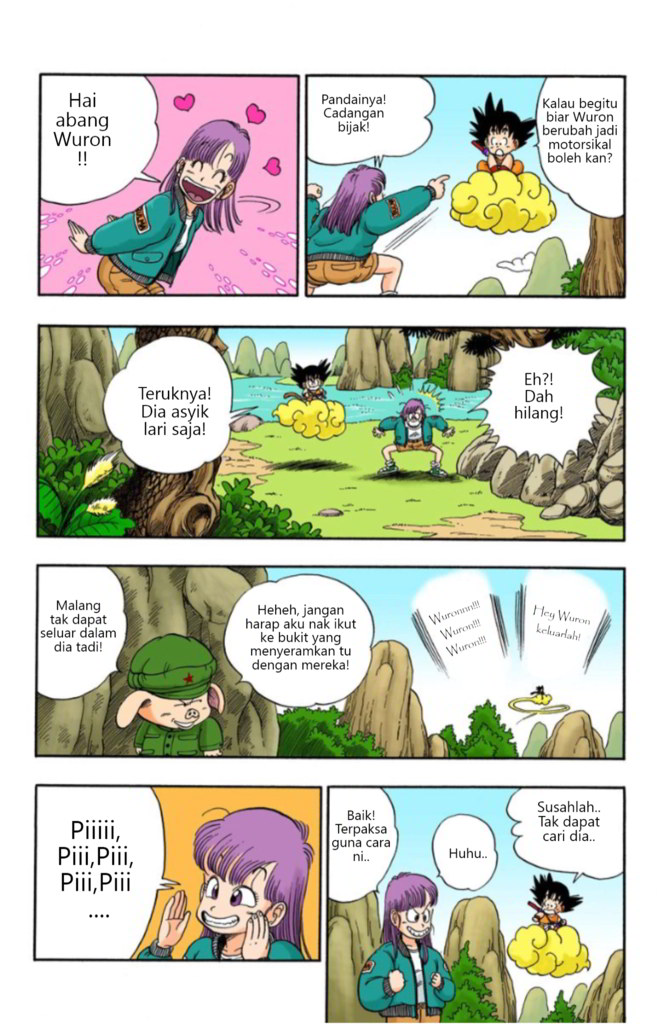 Kalau begitu
biar Wuron
berubah jadi
motorsikal
boleh kan?
Pandainya!
Cadangan
bijak!
Hai
abang
Wuron
!!
Eh?!
Dah
hilang!
Teruknya!
Dia asyik
lari saja!
Hey Wuron
keluarlah!
Wuronnn!!!
Wuron!!!
Wuron!!!
Heheh, jangan
harap aku nak ikut
ke bukit yang
menyeramkan tu
dengan mereka!
Malang
tak dapat
seluar dalam
dia tadi!
Susahlah..
Tak dapat
cari dia..
Huhu..
Baik!
Terpaksa
guna cara
ni..
Piiiii,
Piii,Piii,
Piii,Piii
....